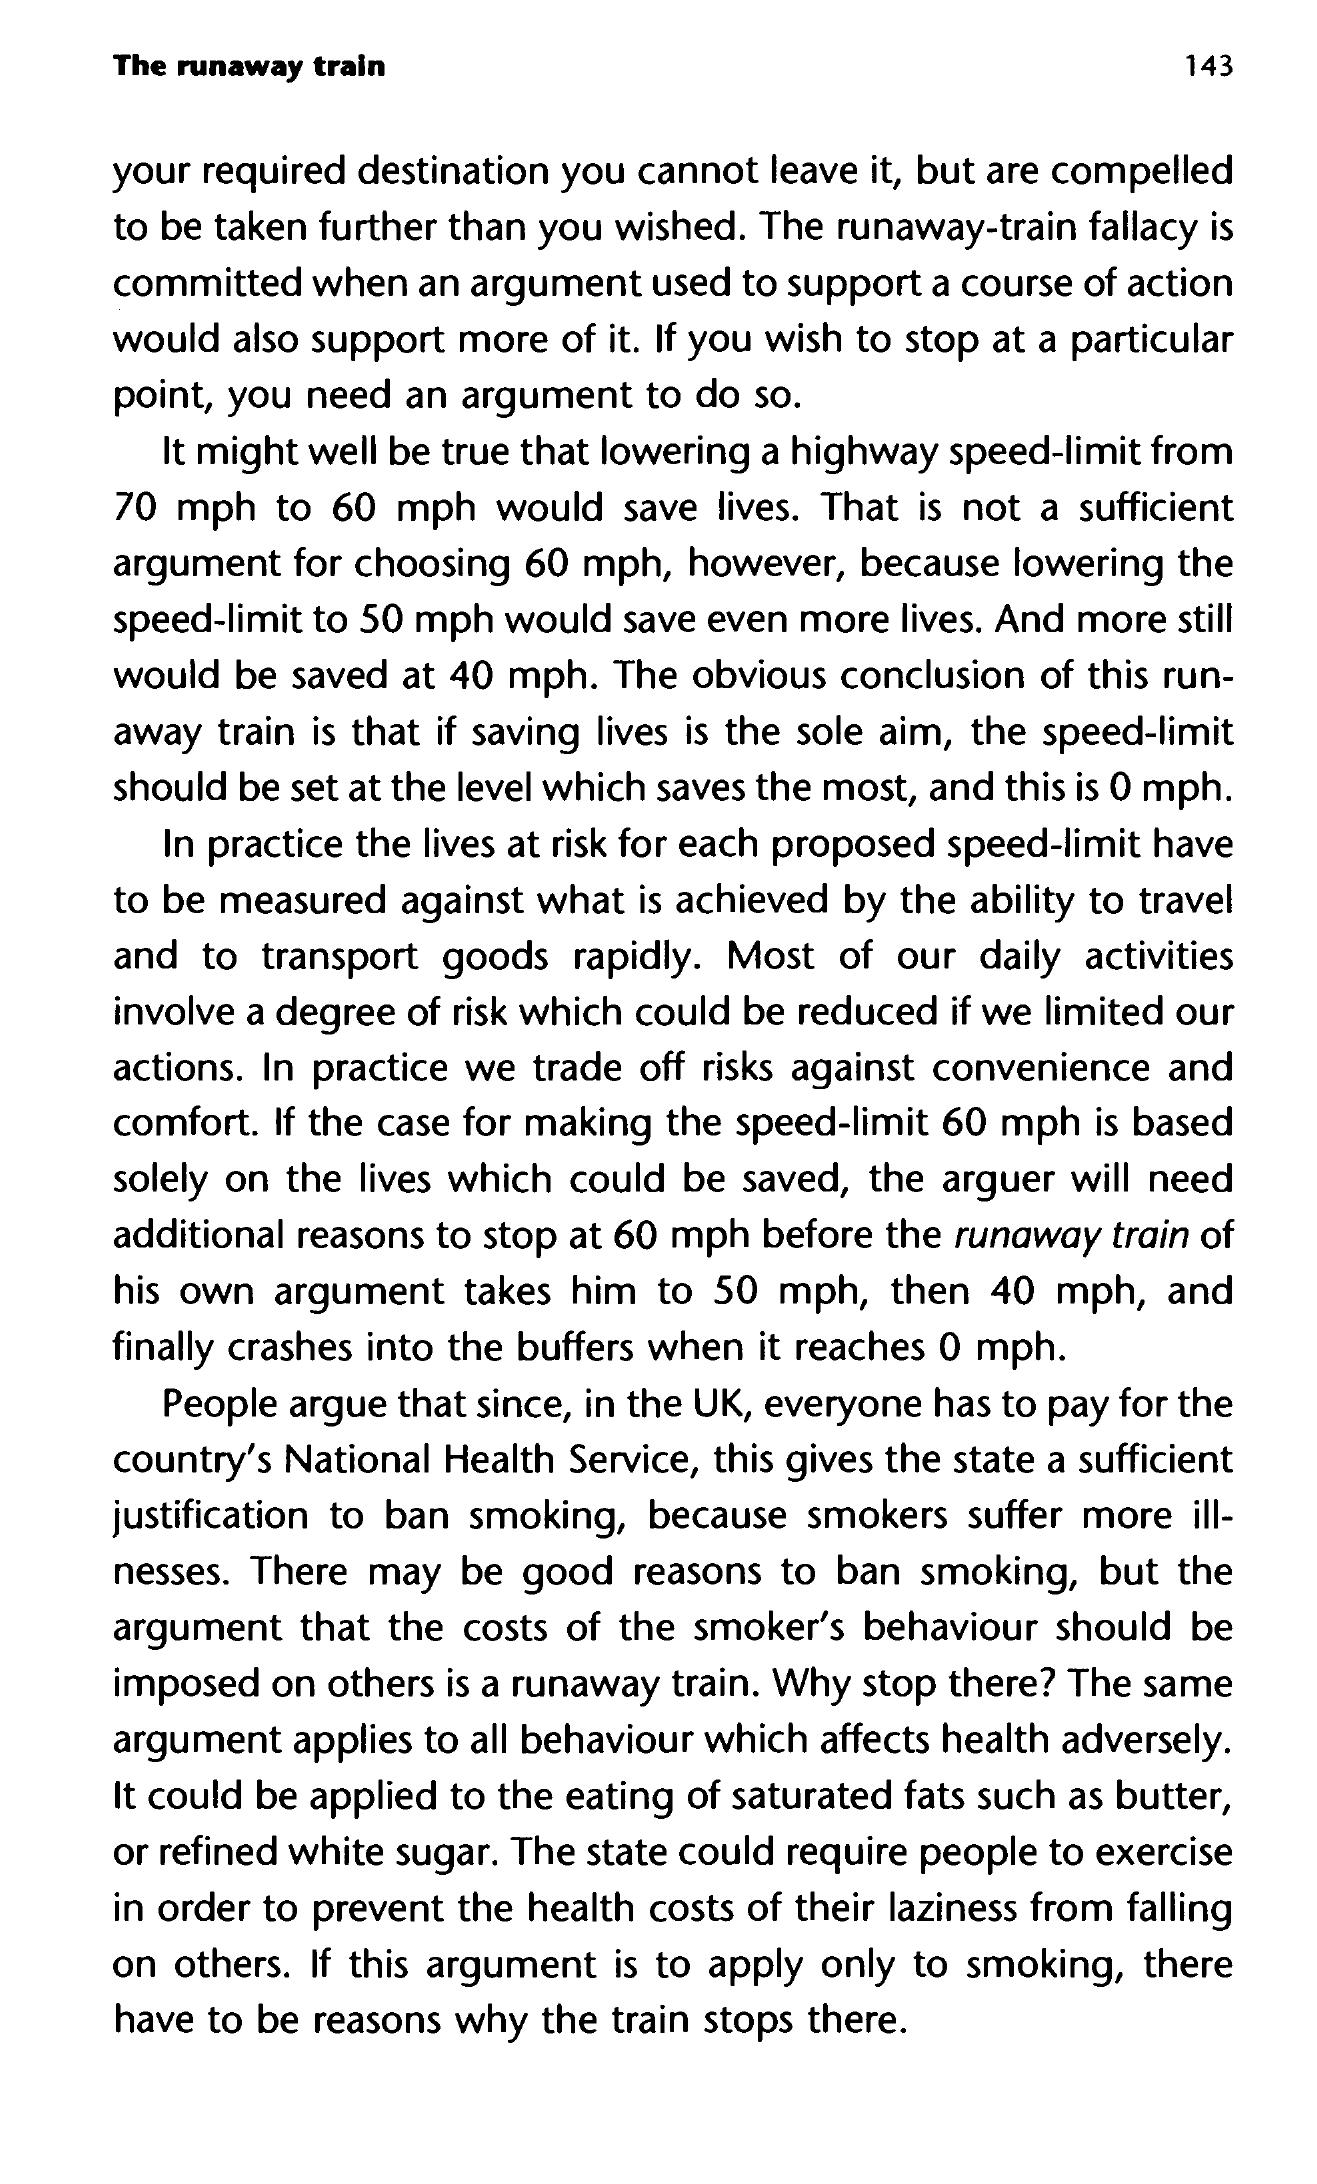 The runaway train 143
your required destination you cannot leave it, but are compelled
to be taken further than you wished. The runaway-train fallacy is
committed when an argument used to support a course of action
would also support more of it. If you wish to stop at a particular
point, you need an argument to do so.
It might well be true that lowering a highway speed-limit from
70 mph to 60 mph would save lives. That is not a sufficient
argument for choosing 60 mph, however, because lowering the
speed-limit to 50 mph would save even more lives. And more still
would be saved at 40 mph. The obvious conclusion of this run-
away train is that if saving lives is the sole aim, the speed-limit
should be set at the level which saves the most, and this is 0 mph.
In practice the lives at risk for each proposed speed-limit have
to be measured against what is achieved by the ability to travel
and to transport goods rapidly. Most of our daily activities
involve a degree of risk which could be reduced if we limited our
actions. In practice we trade off risks against convenience and
comfort. If the case for making the speed-limit 60 mph is based
solely on the lives which could be saved, the arguer will need
additional reasons to stop at 60 mph before the runaway train of
his own argument takes him to 50 mph, then 40 mph, and
finally crashes into the buffers when it reaches 0 mph.
People argue that since, in the UK, everyone has to pay for the
country's National Health Service, this gives the state a sufficient
justification to ban smoking, because smokers suffer more ill-
nesses. There may be good reasons to ban smoking, but the
argument that the costs of the smoker's behaviour should be
imposed on others is a runaway train. Why stop there? The same
argument applies to all behaviour which affects health adversely.
It could be applied to the eating of saturated fats such as butter,
or refined white sugar. The state could require people to exercise
in order to prevent the health costs of their laziness from falling
on others. If this argument is to apply only to smoking, there
have to be reasons why the train stops there.